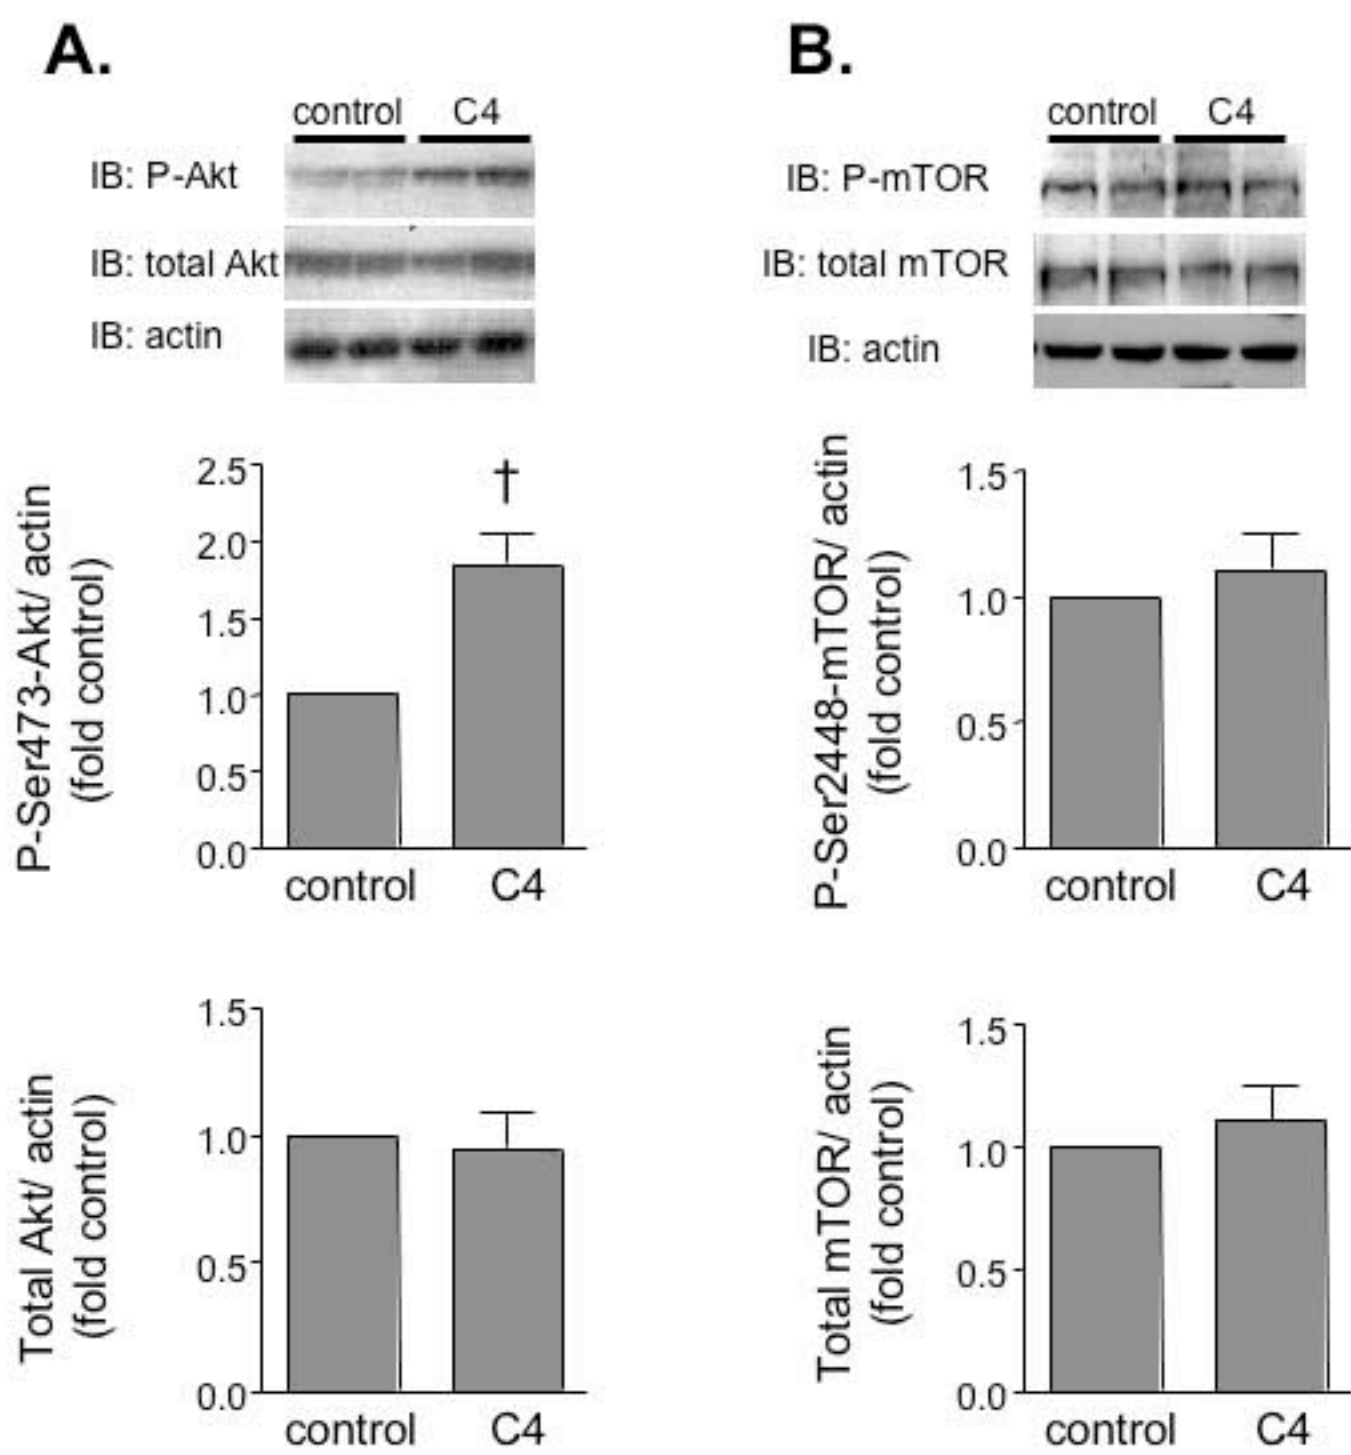 A.
control C4
IB: P-Akt
IB: total Akt
IB: actin
P-Ser473-Akt/ actin
(fold control)
2.5
†
2.0
1.5
1.0
0.5
0.0
control C4
Total Akt/ actin
(fold control)
1.5
1.0
0.5
0.0
control C4
B.
control C4
IB: P-mTOR
IB: total mTOR
IB: actin
P-Ser2448-mTOR/ actin
(fold control)
1.5
1.0
0.5
0.0
control C4
Total mTOR/ actin
(fold control)
1.5
1.0
0.5
0.0
control C4